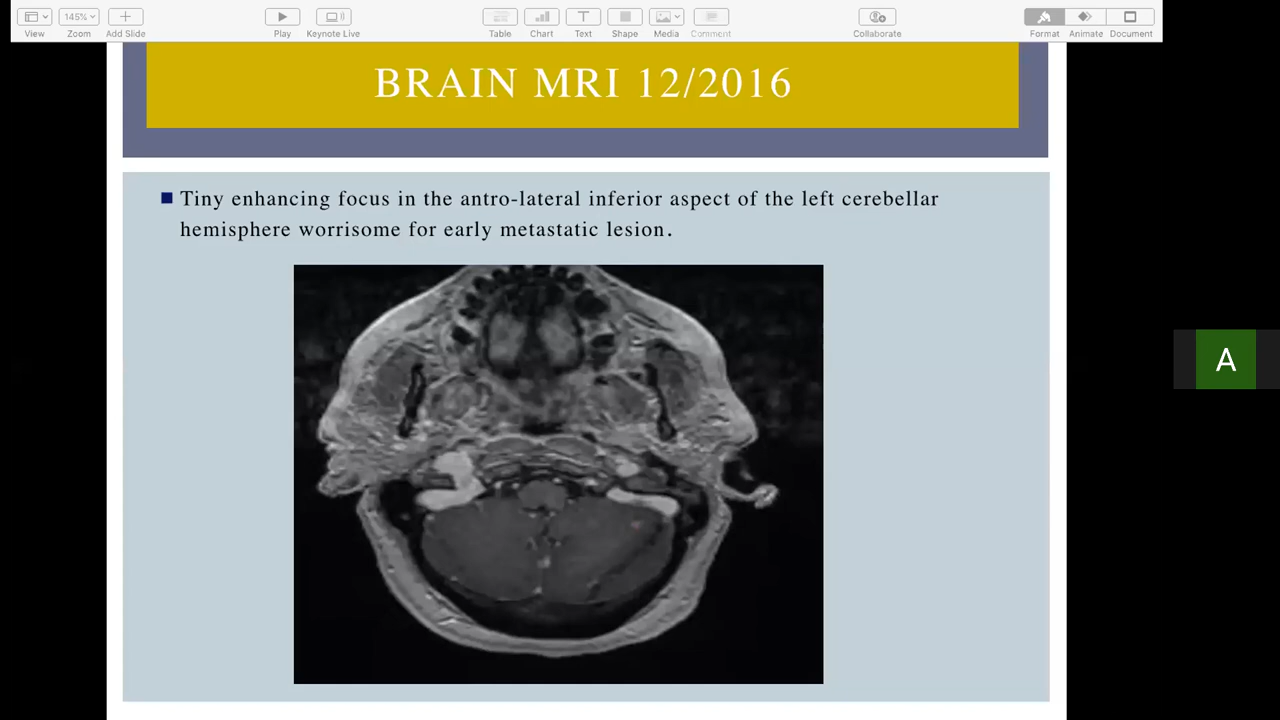 145%
View
Zoom
Add Slide
Play
Keynote Live
Table
Chart
Text
Shape
Media
Comment
Collaborate
Format
Animate
Document
BRAIN MRI 12/2016
Tiny enhancing focus in the antro-lateral inferior aspect of the left cerebellar
hemisphere worrisome for early metastatic lesion.
A